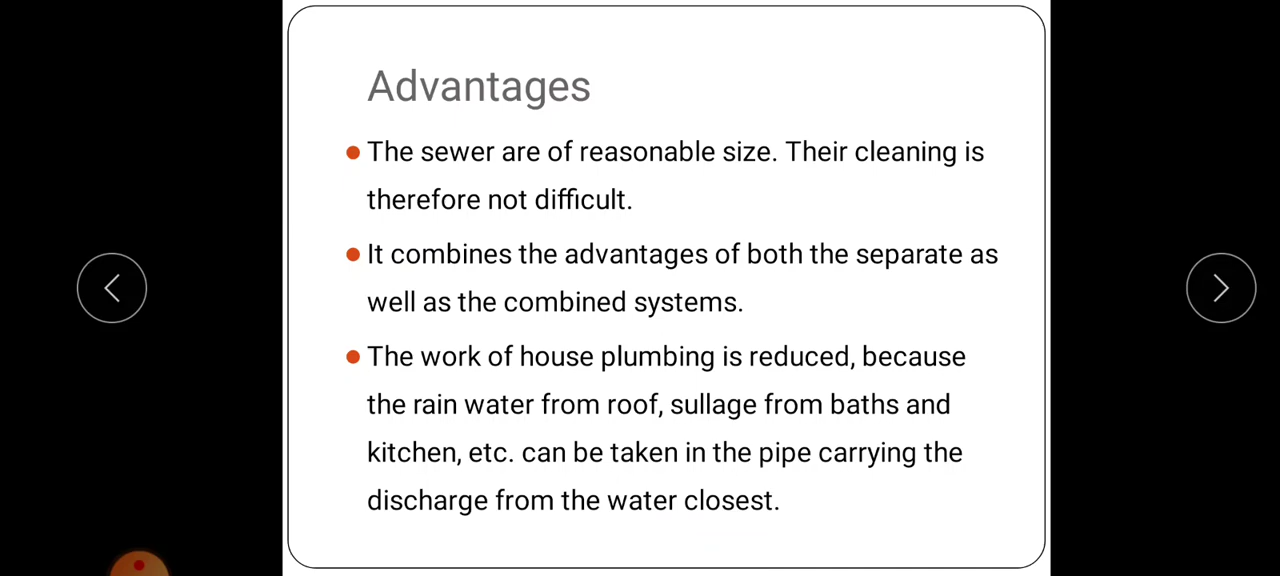 Advantages
The sewer are of reasonable size. Their cleaning is
therefore not difficult.
It combines the advantages of both the separate as
well as the combined systems.
The work of house plumbing is reduced, because
the rain water from roof, sullage from baths and
kitchen, etc. can be taken in the pipe carrying the
discharge from the water closest.